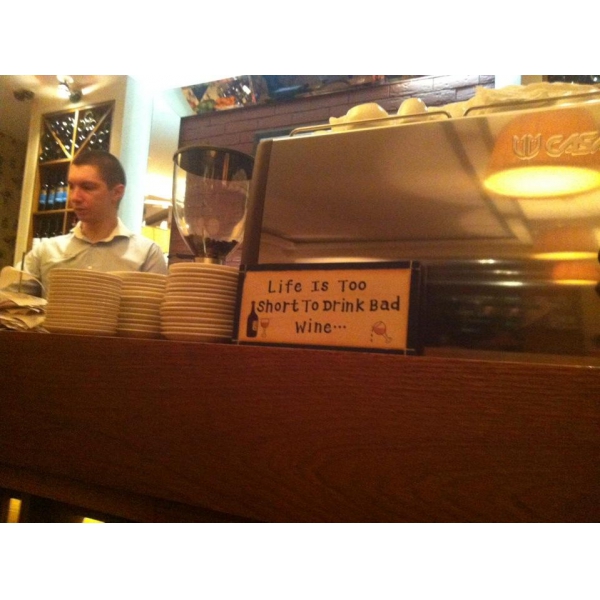 Life Is Too
Short To Drink Bad
Wine...